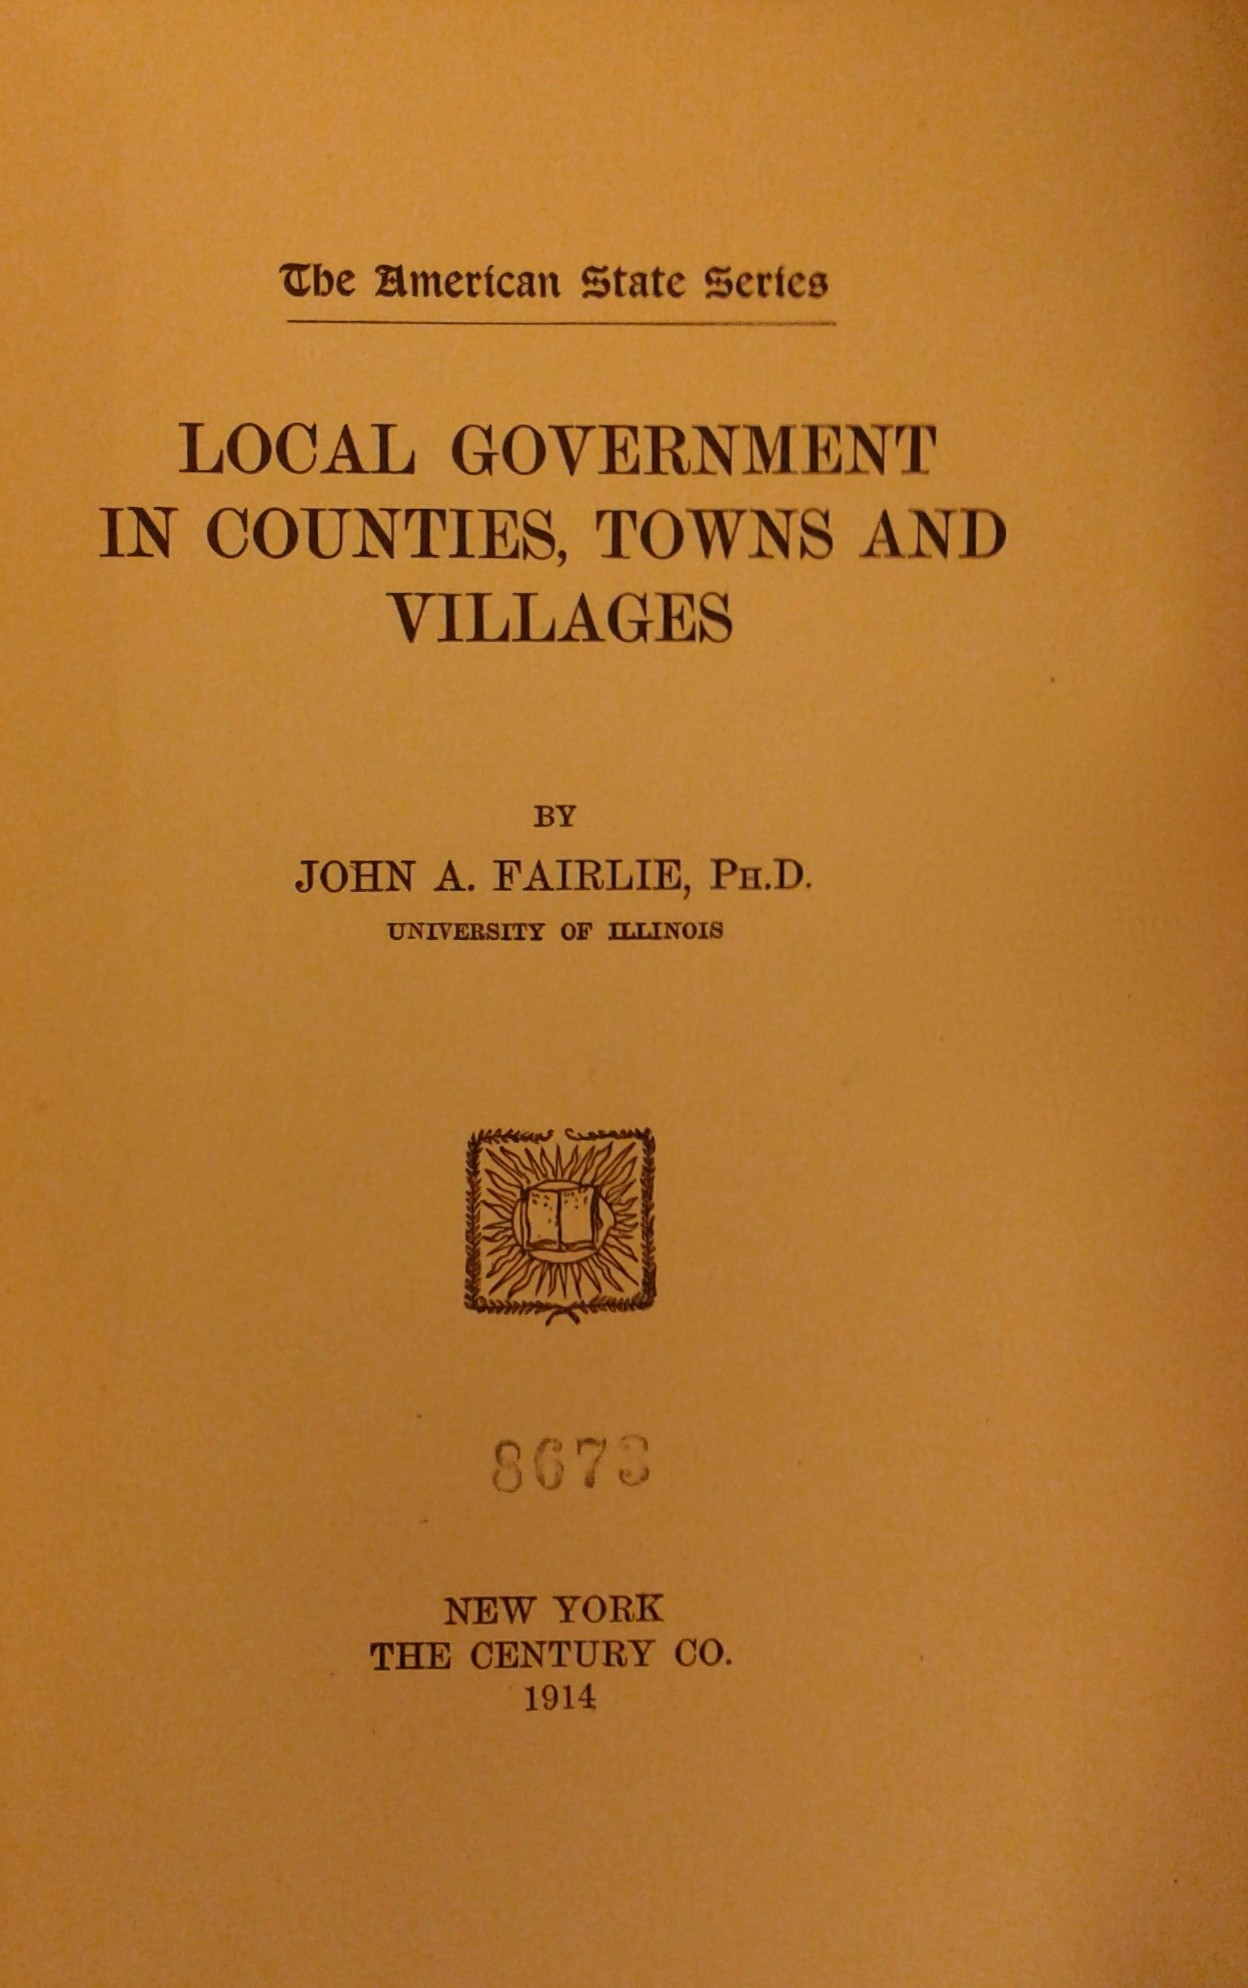 The American State Series
LOCAL GOVERNMENT
IN COUNTIES, TOWNS AND
VILLAGES
BY
JOHN A. FAIRLIE, PH.D.
UNIVERSITY OF ILLINOIS
8673
NEW YORK
THE CENTURY CO.
1914